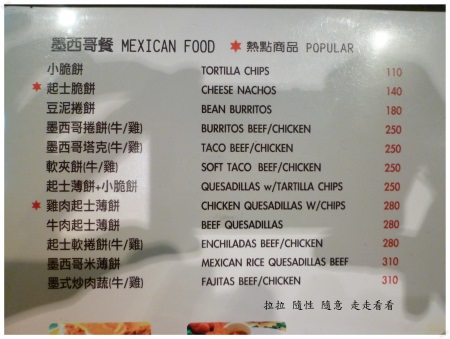 墨西哥餐 MEXICAN FOOD ✶ 熱點商品 POPULAR
小脆餅 TORTILLA CHIPS 110
✶ 起士脆餅 CHEESE NACHOS 140
豆泥捲餅 BEAN BURRITOS 180
墨西哥捲餅(牛/雞) BURRITOS BEEF/CHICKEN 250
墨西哥塔克(牛/雞) TACO BEEF/CHICKEN 250
軟夾餅(牛/雞) SOFT TACO BEEF/CHICKEN 250
起士薄餅+小脆餅 QUESADILLAS w/TARTILLA CHIPS 250
✶ 雞肉起士薄餅 CHICKEN QUESADILLAS W/CHIPS 280
牛肉起士薄餅 BEEF QUESADILLAS 280
起士軟捲餅(牛/雞) ENCHILADAS BEEF/CHICKEN 280
墨西哥米薄餅 MEXICAN RICE QUESADILLAS BEEF 310
墨式炒肉蔬(牛/雞) FAJITAS BEEF/CHICKEN 310
拉拉 隨性 隨意 走走看看